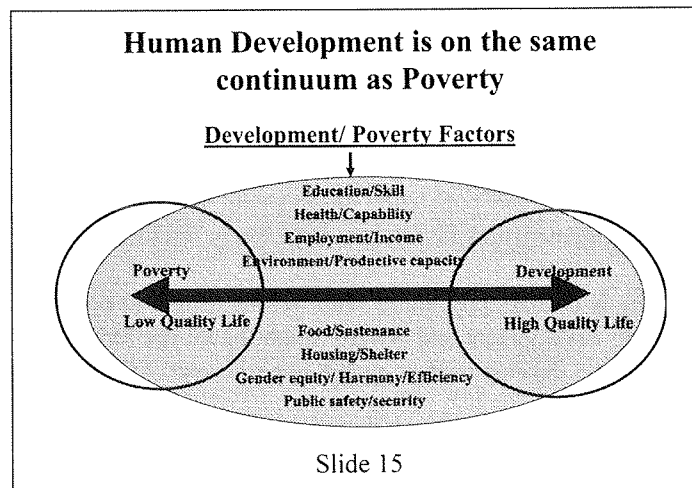 Human Development is on the same
continuum as Poverty
Development/ Poverty Factors
Education/Skill
Health/Capability
Employment/Income
Environment/Productive capacity
Poverty
Development
Low Quality Life
High Quality Life
Food/Sustenance
Housing/Shelter
Gender equity/ Harmony/Efficiency
Public safety/security
Slide 15